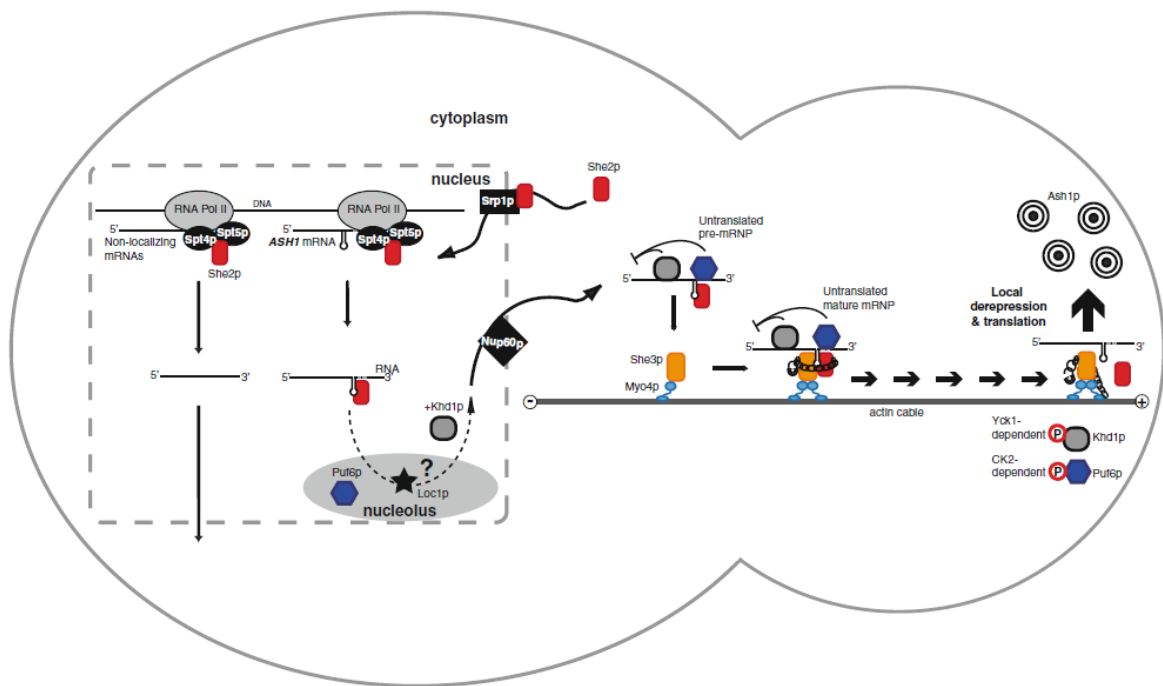 cytoplasm
nucleus
She2p
Srp1p
RNA Pol II
DNA
RNA Pol II
5'
Spt4p
Spt5p
Non-localizing
mRNAs
She2p
5'
ASH1 mRNA
Spt4p
Spt5p
5'
3'
5'
RNA
3'
+Khd1p
Nup60p
Puf6p
?
Loc1p
nucleolus
Untranslated
pre-mRNP
5'
3'
She3p
Myo4p
Untranslated
mature mRNP
5'
3'
-
actin cable
+
Ash1p
Local
derepression
& translation
5'
3'
Yck1-
dependent
P
Khd1p
CK2-
dependent
P
Puf6p